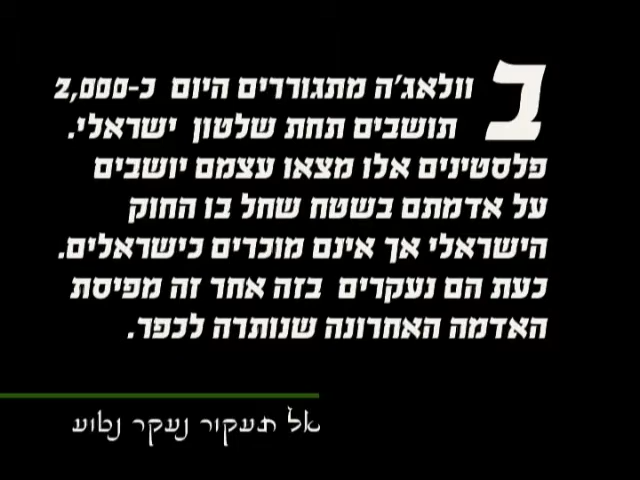 בוולאג'ה מתגוררים היום כ-2,000
תושבים תחת שלטון ישראלי.
פלסטינים אלו מצאו עצמם יושבים
על אדמתם בשטח שחל בו החוק
הישראלי אך אינם מוכרים כישראלים.
כעת הם נעקרים בזה אחר זה מפיסת
האדמה האחרונה שנותרה לכפר.
אל תעקור נעקר נטוע